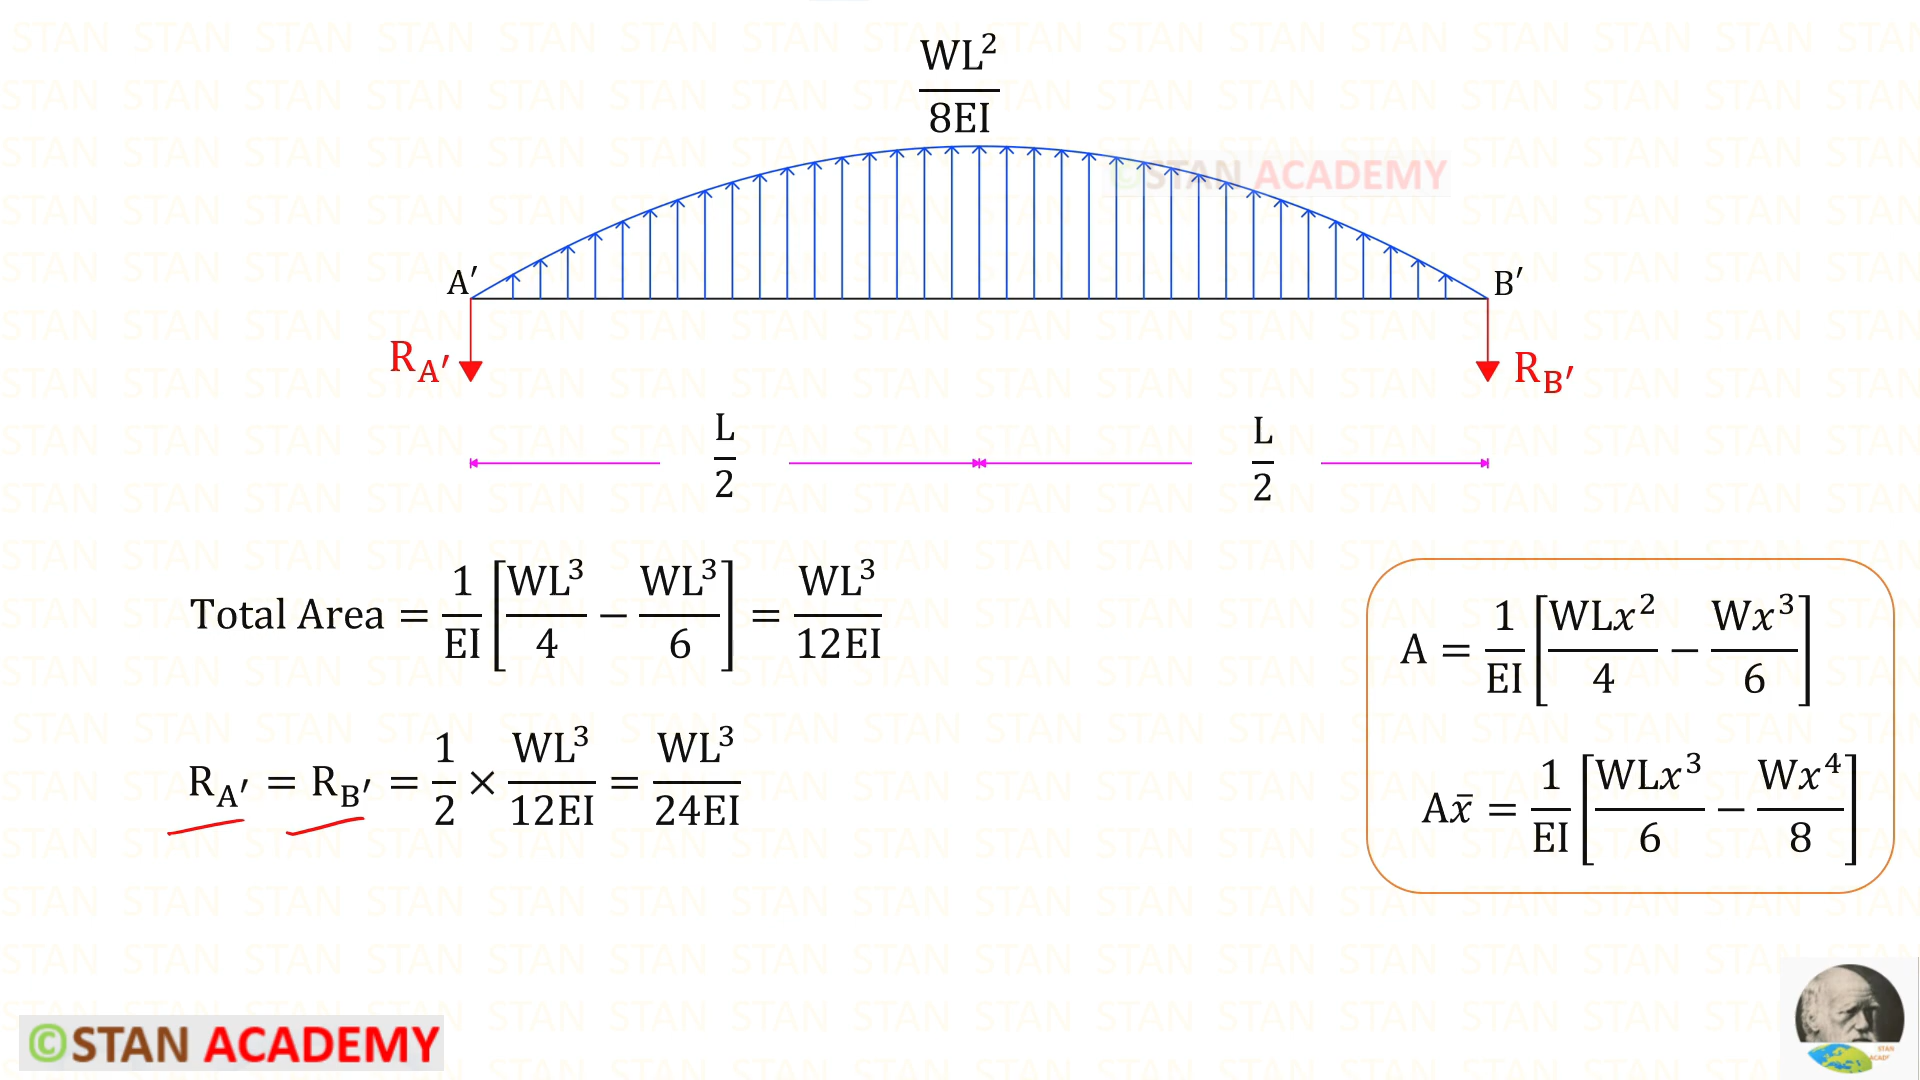 WL²/8EI
©STAN ACADEMY
A′ B′
R_A′ R_B′
L/2 L/2
Total Area = 1/EI [WL³/4 − WL³/6] = WL³/12EI
R_A′ = R_B′ = 1/2 × WL³/12EI = WL³/24EI
A = 1/EI [WLx²/4 − Wx³/6]
Ax̄ = 1/EI [WLx³/6 − Wx⁴/8]
©STAN ACADEMY
STAN